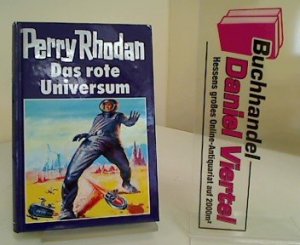 Perry Rhodan
Das rote
Universum
Buchhandel
Daniel Viertel
Hessens großes Online-Antiquariat auf 2000m²